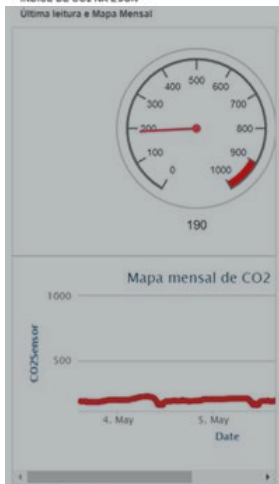 Última leitura e Mapa Mensal
400 500 600
300 700
200 800
100 900
0 1000
190
Mapa mensal de CO2
1000
CO2Sensor
500
4. May 5. May
Date